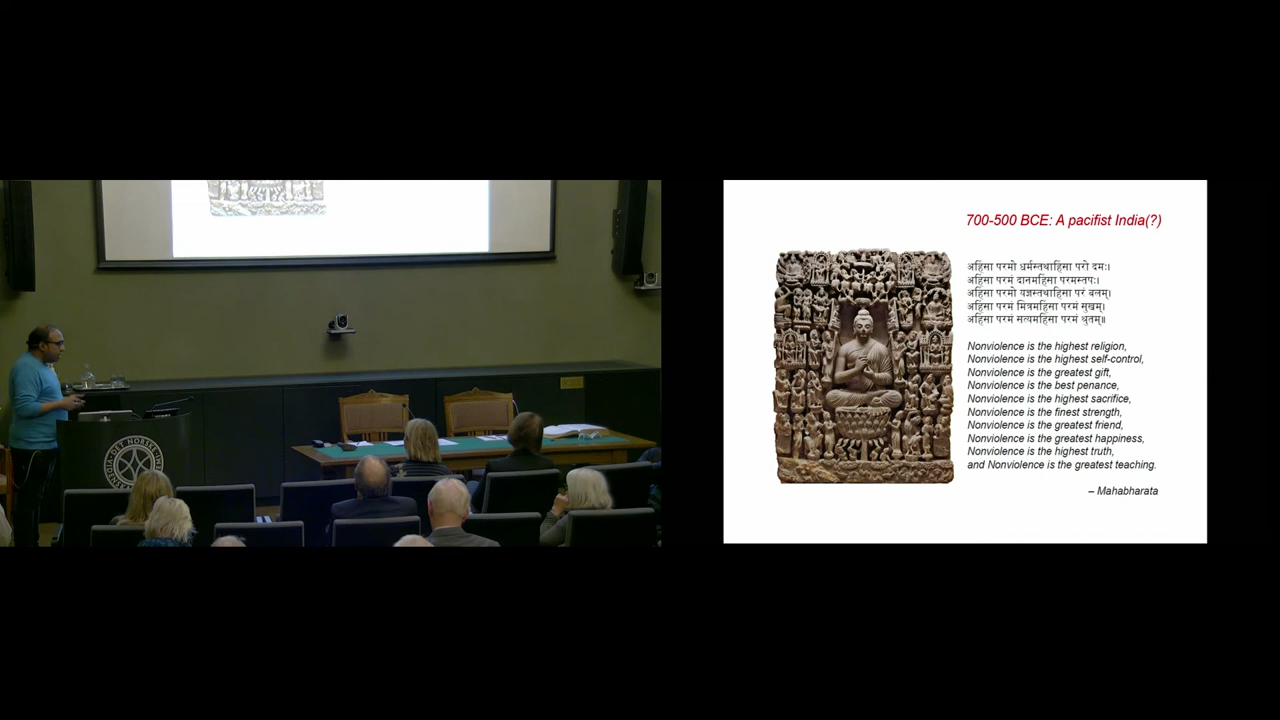 700-500 BCE: A pacifist India(?)
अहिंसा परमो धर्मस्तथाहिंसा परो दमः।
अहिंसा परमं दानमहिंसा परमस्तपः।
अहिंसा परमो यज्ञस्तथाहिसा परं बलम्।
अहिंसा परमं मित्रमहिंसा परमं सुखम्।
अहिंसा परमं सत्यमहिंसा परमं श्रुतम्॥
Nonviolence is the highest religion,
Nonviolence is the highest self-control,
Nonviolence is the greatest gift,
Nonviolence is the best penance,
Nonviolence is the highest sacrifice,
Nonviolence is the finest strength,
Nonviolence is the greatest friend,
Nonviolence is the greatest happiness,
Nonviolence is the highest truth,
and Nonviolence is the greatest teaching.
– Mahabharata
DET NORSKE